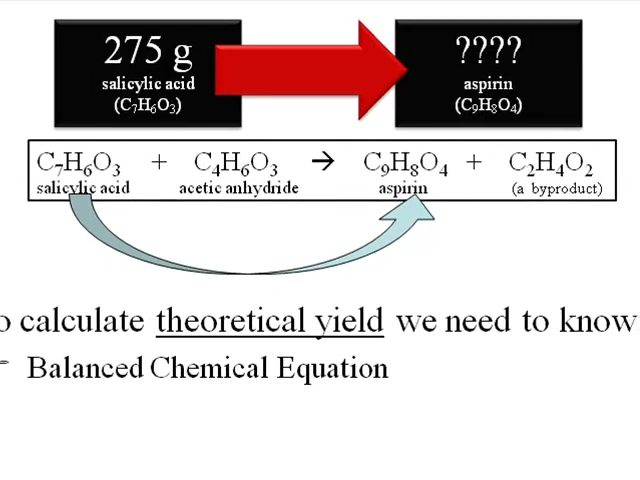 275 g ????
salicylic acid aspirin
(C₇H₆O₃) (C₉H₈O₄)
C₇H₆O₃ + C₄H₆O₃ → C₉H₈O₄ + C₂H₄O₂
salicylic acid acetic anhydride aspirin (a byproduct)
o calculate theoretical yield we need to know
Balanced Chemical Equation